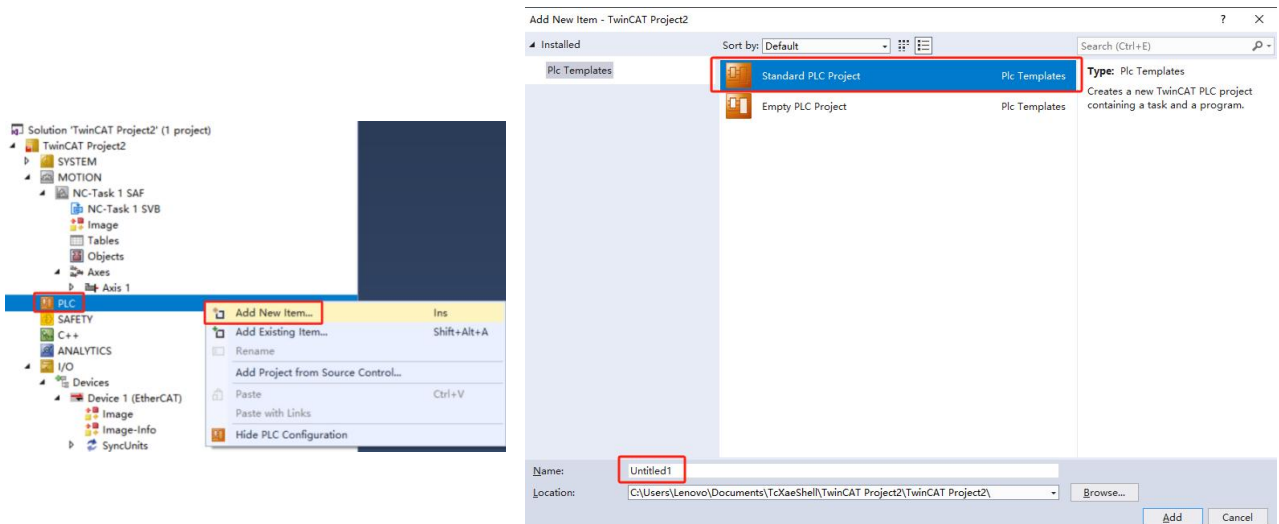 Solution 'TwinCAT Project2' (1 project)
TwinCAT Project2
SYSTEM
MOTION
NC-Task 1 SAF
NC-Task 1 SVB
Image
Tables
Objects
Axes
Axis 1
PLC
SAFETY
C++
ANALYTICS
I/O
Devices
Device 1 (EtherCAT)
Image
Image-Info
SyncUnits
Add New Item... Ins
Add Existing Item... Shift+Alt+A
Rename
Add Project from Source Control...
Paste Ctrl+V
Paste with Links
Hide PLC Configuration
Add New Item - TwinCAT Project2 ?
Installed
Sort by: Default
Search (Ctrl+E)
Plc Templates
Standard PLC Project Plc Templates
Empty PLC Project Plc Templates
Type: Plc Templates
Creates a new TwinCAT PLC project
containing a task and a program.
Name: Untitled1
Location: C:\Users\Lenovo\Documents\TcXaeShell\TwinCAT Project2\TwinCAT Project2\ Browse...
Add Cancel